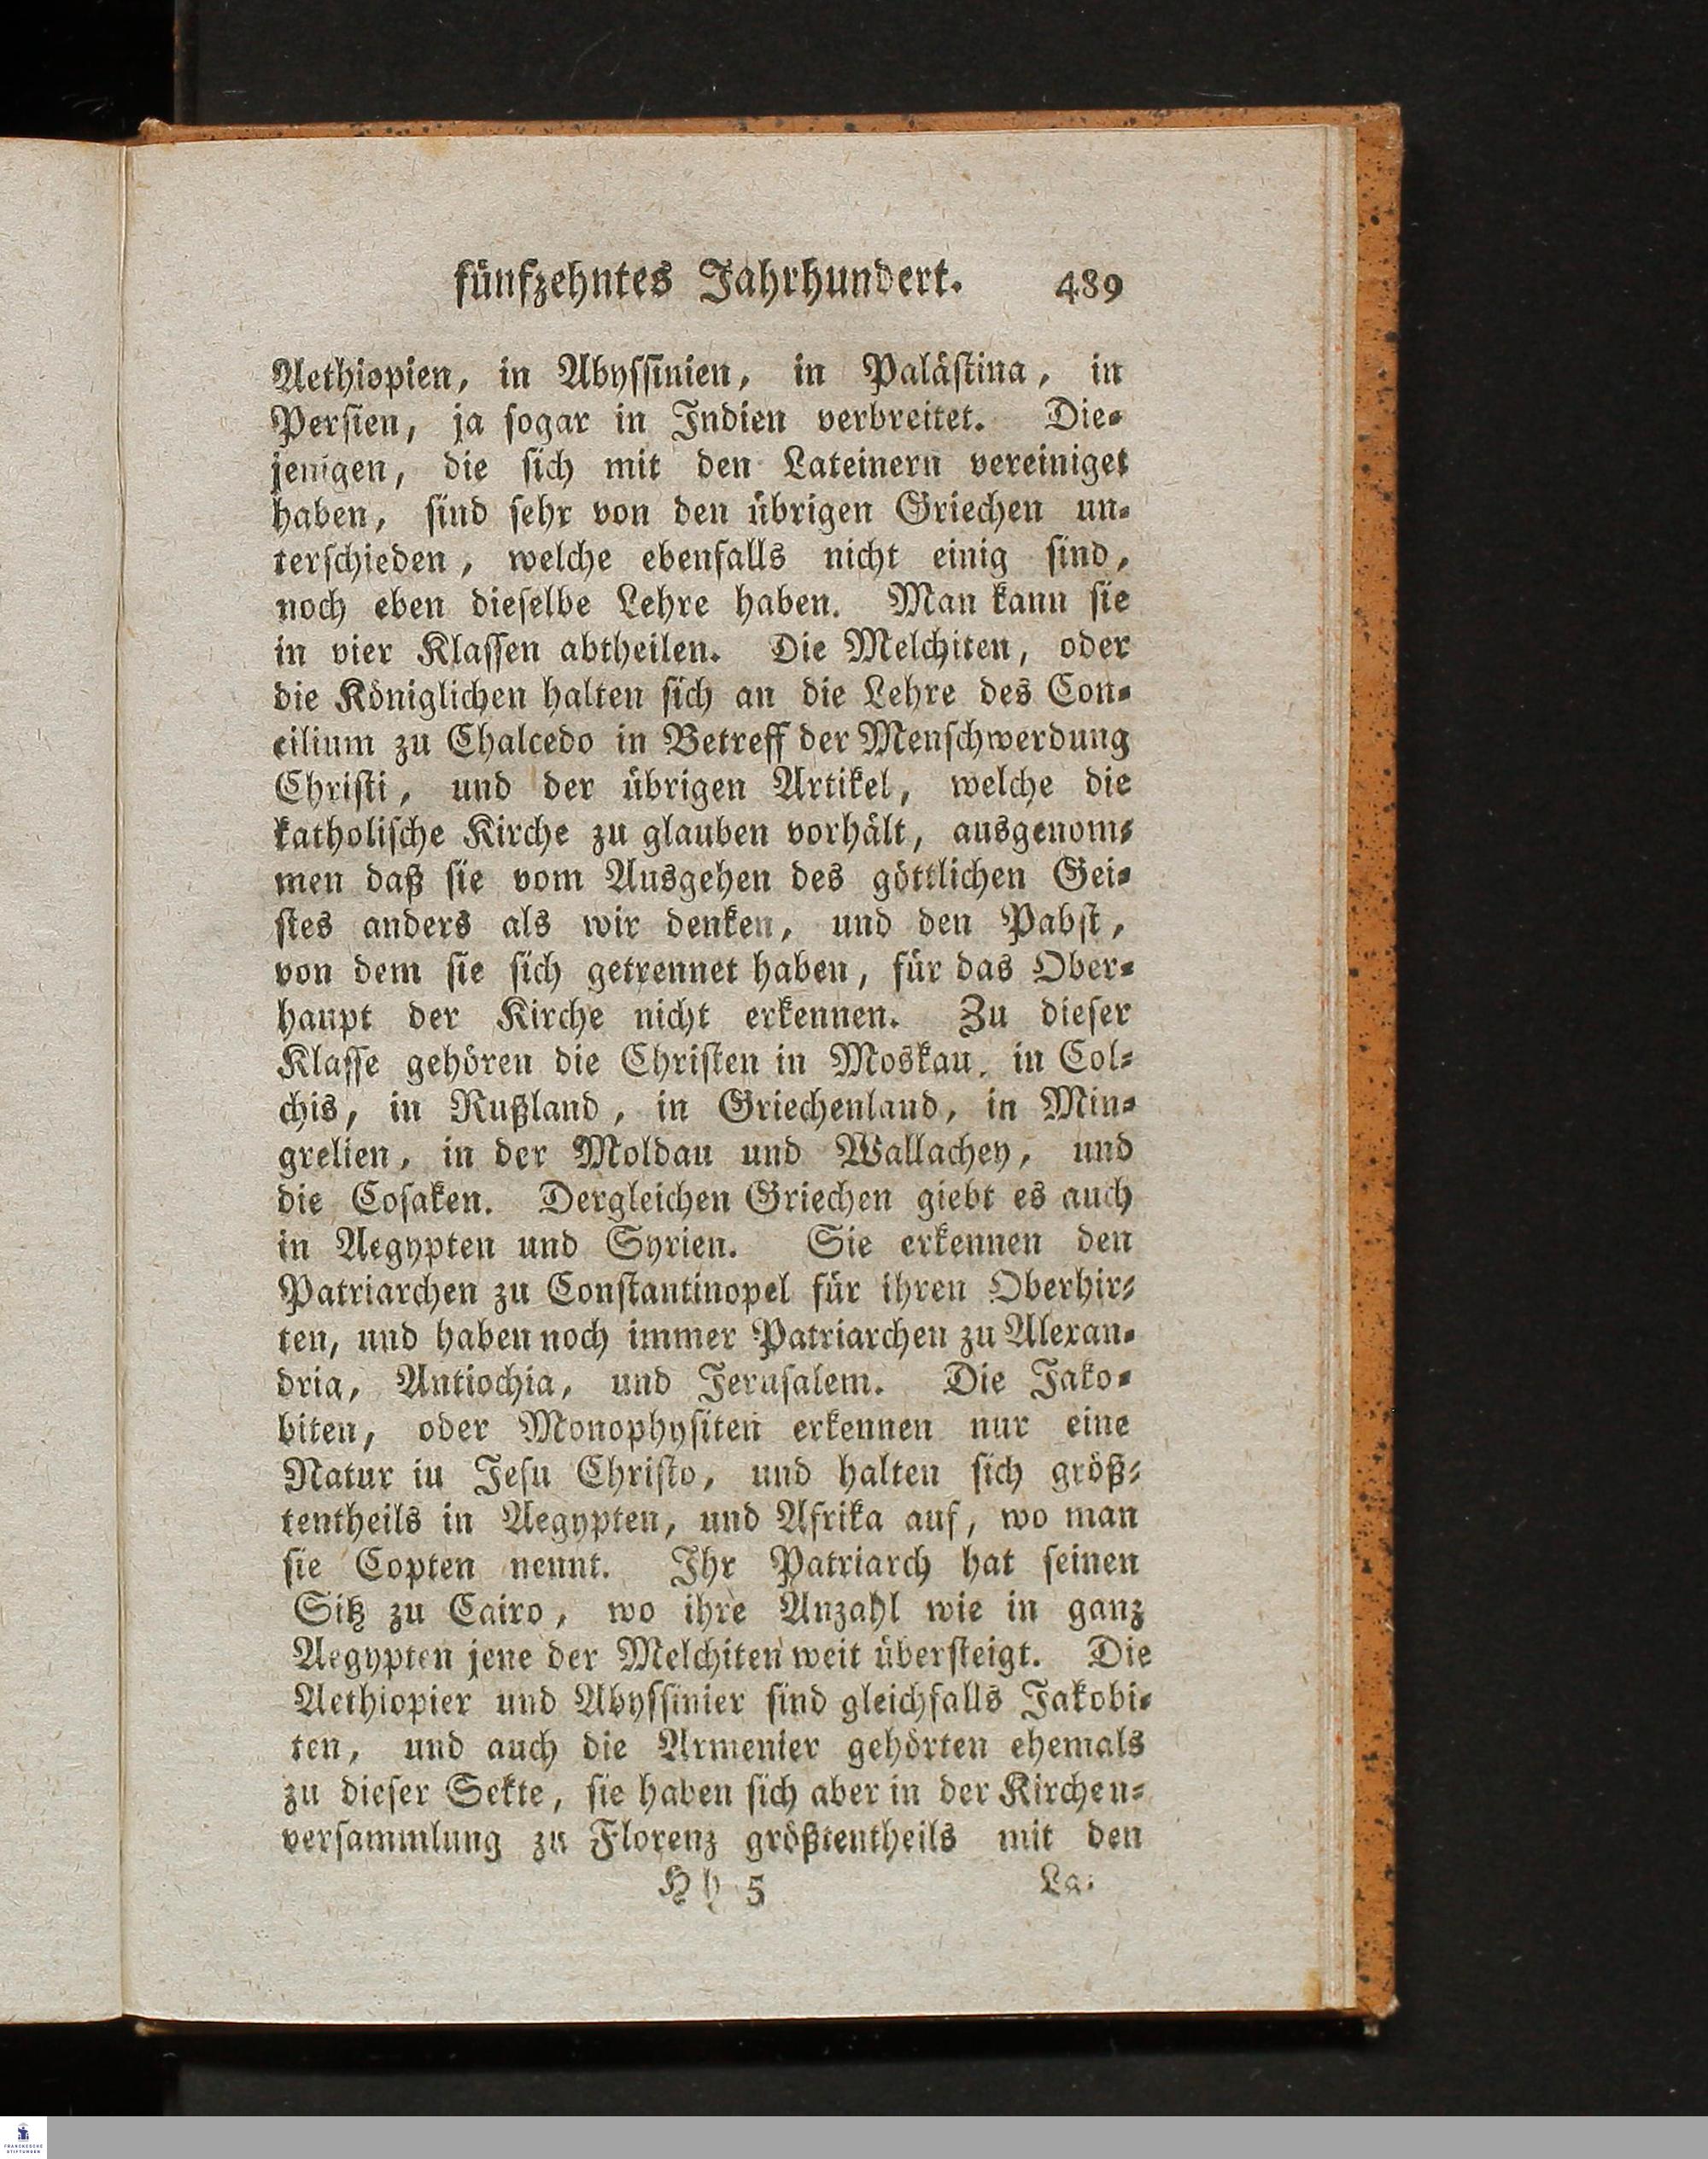 fünfzehntes Jahrhundert. 489
Aethiopien, in Abyssinien, in Palästina, in
Persien, ja sogar in Indien verbreitet. Die-
jenigen, die sich mit den Lateinern vereiniget
haben, sind sehr von den übrigen Griechen un-
terschieden, welche ebenfalls nicht einig sind,
noch eben dieselbe Lehre haben. Man kann sie
in vier Klassen abtheilen. Die Melchiten, oder
die Königlichen halten sich an die Lehre des Con-
cilium zu Chalcedo in Betreff der Menschwerdung
Christi, und der übrigen Artikel, welche die
katholische Kirche zu glauben vorhält, ausgenom-
men daß sie vom Ausgehen des göttlichen Gei-
stes anders als wir denken, und den Pabst,
von dem sie sich getrennet haben, für das Ober-
haupt der Kirche nicht erkennen. Zu dieser
Klasse gehören die Christen in Moskau, in Col-
chis, in Rußland, in Griechenland, in Min-
grelien, in der Moldau und Wallachey, und
die Cosaken. Dergleichen Griechen giebt es auch
in Aegypten und Syrien. Sie erkennen den
Patriarchen zu Constantinopel für ihren Oberhir-
ten, und haben noch immer Patriarchen zu Alexan-
dria, Antiochia, und Jerusalem. Die Jako-
biten, oder Monophysiten erkennen nur eine
Natur iu Jesu Christo, und halten sich größ-
tentheils in Aegypten, und Afrika auf, wo man
sie Copten nennt. Ihr Patriarch hat seinen
Sitz zu Cairo, wo ihre Anzahl wie in ganz
Aegypten jene der Melchiten weit übersteigt. Die
Aethiopier und Abyssinier sind gleichfalls Jakobi-
ten, und auch die Armenier gehörten ehemals
zu dieser Sekte, sie haben sich aber in der Kirchen-
versammlung zu Florenz größtentheils mit den
Hh 5 La-
FRANCKESCHE
STIFTUNGEN